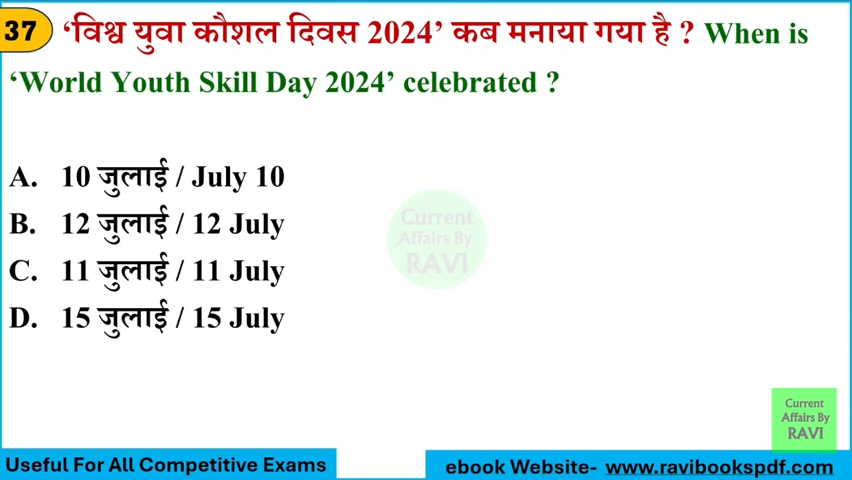 37 ‘विश्व युवा कौशल दिवस 2024’ कब मनाया गया है ? When is
‘World Youth Skill Day 2024’ celebrated ?
A. 10 जुलाई / July 10
B. 12 जुलाई / 12 July
C. 11 जुलाई / 11 July
D. 15 जुलाई / 15 July
Current
Affairs By
RAVI
Current
Affairs By
RAVI
Useful For All Competitive Exams
ebook Website- www.ravibookspdf.com